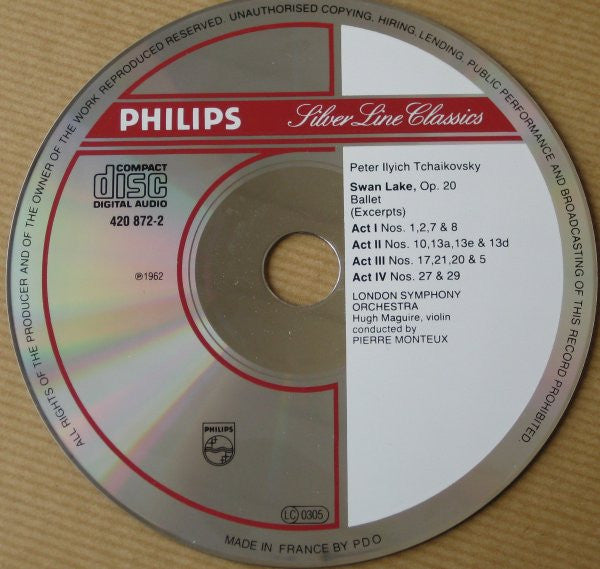 ALL RIGHTS OF THE PRODUCER AND OF THE OWNER OF THE WORK REPRODUCED RESERVED. UNAUTHORISED COPYING, HIRING, LENDING, PUBLIC PERFORMANCE AND BROADCASTING OF THIS RECORD PROHIBITED.
PHILIPS
Silver Line Classics
COMPACT
disc
DIGITAL AUDIO
420 872-2
℗1962
Peter Ilyich Tchaikovsky
Swan Lake, Op. 20
Ballet
(Excerpts)
Act I Nos. 1,2,7 & 8
Act II Nos. 10,13a,13e & 13d
Act III Nos. 17,21,20 & 5
Act IV Nos. 27 & 29
LONDON SYMPHONY
ORCHESTRA
Hugh Maguire, violin
conducted by
PIERRE MONTEUX
PHILIPS
LC 0305
MADE IN FRANCE BY PDO